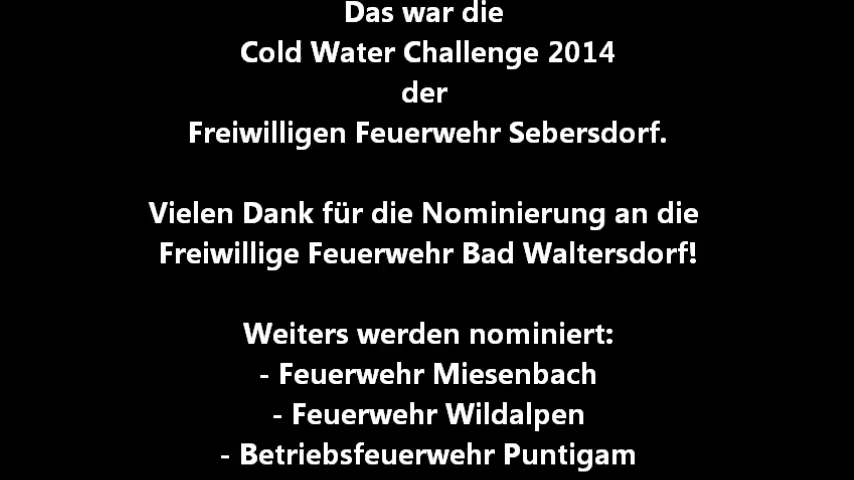 Das war die
Cold Water Challenge 2014
der
Freiwilligen Feuerwehr Sebersdorf.
Vielen Dank für die Nominierung an die
Freiwillige Feuerwehr Bad Waltersdorf!
Weiters werden nominiert:
- Feuerwehr Miesenbach
- Feuerwehr Wildalpen
- Betriebsfeuerwehr Puntigam